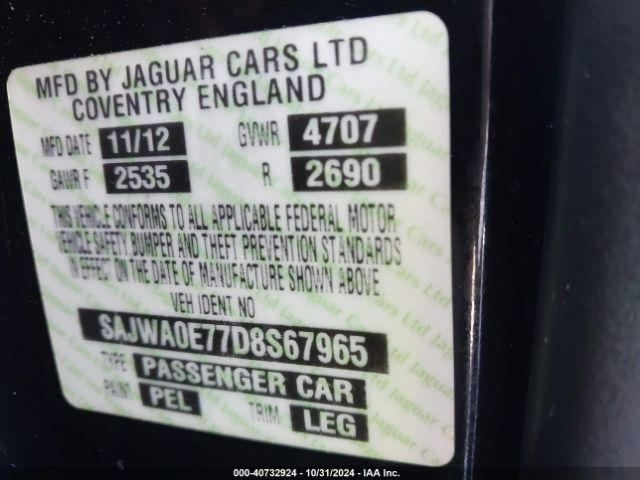 MFD BY JAGUAR CARS LTD
COVENTRY ENGLAND
MFD DATE 11/12 GVWR 4707
GAWR F 2535 R 2690
THIS VEHICLE CONFORMS TO ALL APPLICABLE FEDERAL MOTOR
VEHICLE SAFETY BUMPER AND THEFT PREVENTION STANDARDS
IN EFFECT ON THE DATE OF MANUFACTURE SHOWN ABOVE
VEH IDENT NO
SAJWA0E77D8S67965
TYPE PASSENGER CAR
PAINT PEL TRIM LEG
000-40732924 • 10/31/2024 • IAA Inc.